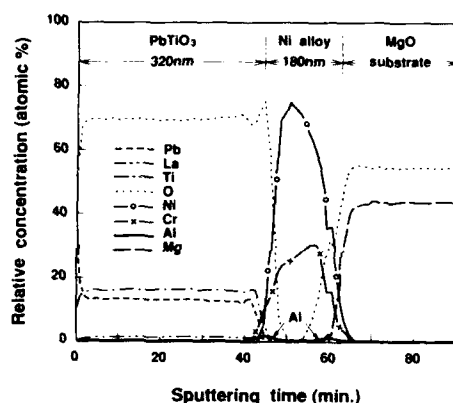 PbTiO3 Ni alloy MgO
320nm 180nm substrate
Relative concentration (atomic %)
100
80
60
40
20
0
Pb
La
Ti
O
Ni
Cr
Al
Mg
Al
0 20 40 60 80
Sputtering time (min.)